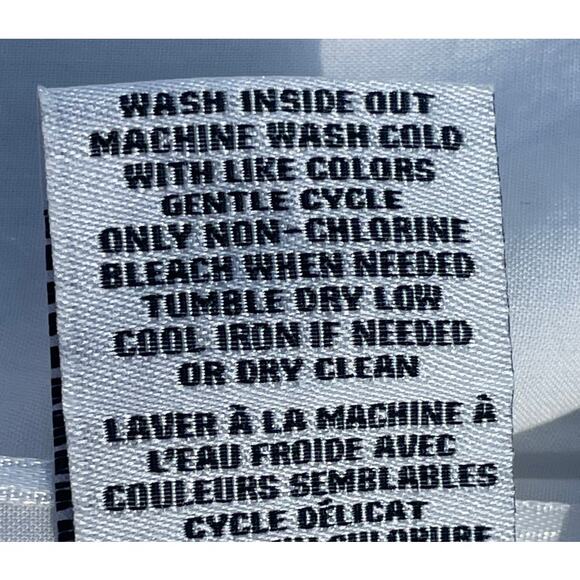 WASH INSIDE OUT
MACHINE WASH COLD
WITH LIKE COLORS
GENTLE CYCLE
ONLY NON-CHLORINE
BLEACH WHEN NEEDED
TUMBLE DRY LOW
COOL IRON IF NEEDED
OR DRY CLEAN
LAVER À LA MACHINE À
L'EAU FROIDE AVEC
COULEURS SEMBLABLES
CYCLE DÉLICAT
CHLORURE